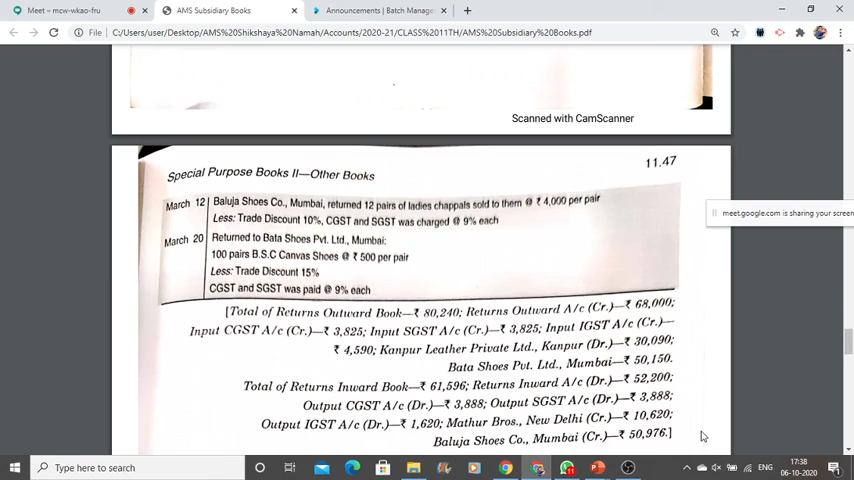 Meet – mcw-wkao-fru
AMS Subsidiary Books
Announcements | Batch Manage
File | C:/Users/user/Desktop/AMS%20Shikshaya%20Namah/Accounts/2020-21/CLASS%2011TH/AMS%20Subsidiary%20Books.pdf
Scanned with CamScanner
Special Purpose Books II—Other Books
11.47
March 12 Baluja Shoes Co., Mumbai, returned 12 pairs of ladies chappals sold to them @ ₹ 4,000 per pair
Less: Trade Discount 10%, CGST and SGST was charged @ 9% each
March 20 Returned to Bata Shoes Pvt. Ltd., Mumbai:
100 pairs B.S.C Canvas Shoes @ ₹ 500 per pair
Less: Trade Discount 15%
CGST and SGST was paid @ 9% each
[Total of Returns Outward Book—₹ 80,240; Returns Outward A/c (Cr.)—₹ 68,000;
Input CGST A/c (Cr.)—₹ 3,825; Input SGST A/c (Cr.)—₹ 3,825; Input IGST A/c (Cr.)—
₹ 4,590; Kanpur Leather Private Ltd., Kanpur (Dr.)—₹ 30,090;
Bata Shoes Pvt. Ltd., Mumbai—₹ 50,150.
Total of Returns Inward Book—₹ 61,596; Returns Inward A/c (Dr.)—₹ 52,200;
Output CGST A/c (Dr.)—₹ 3,888; Output SGST A/c (Dr.)—₹ 3,888;
Output IGST A/c (Dr.)—₹ 1,620; Mathur Bros., New Delhi (Cr.)—₹ 10,620;
Baluja Shoes Co., Mumbai (Cr.)—₹ 50,976.]
meet.google.com is sharing your screen
Type here to search
ENG
17:38
06-10-2020